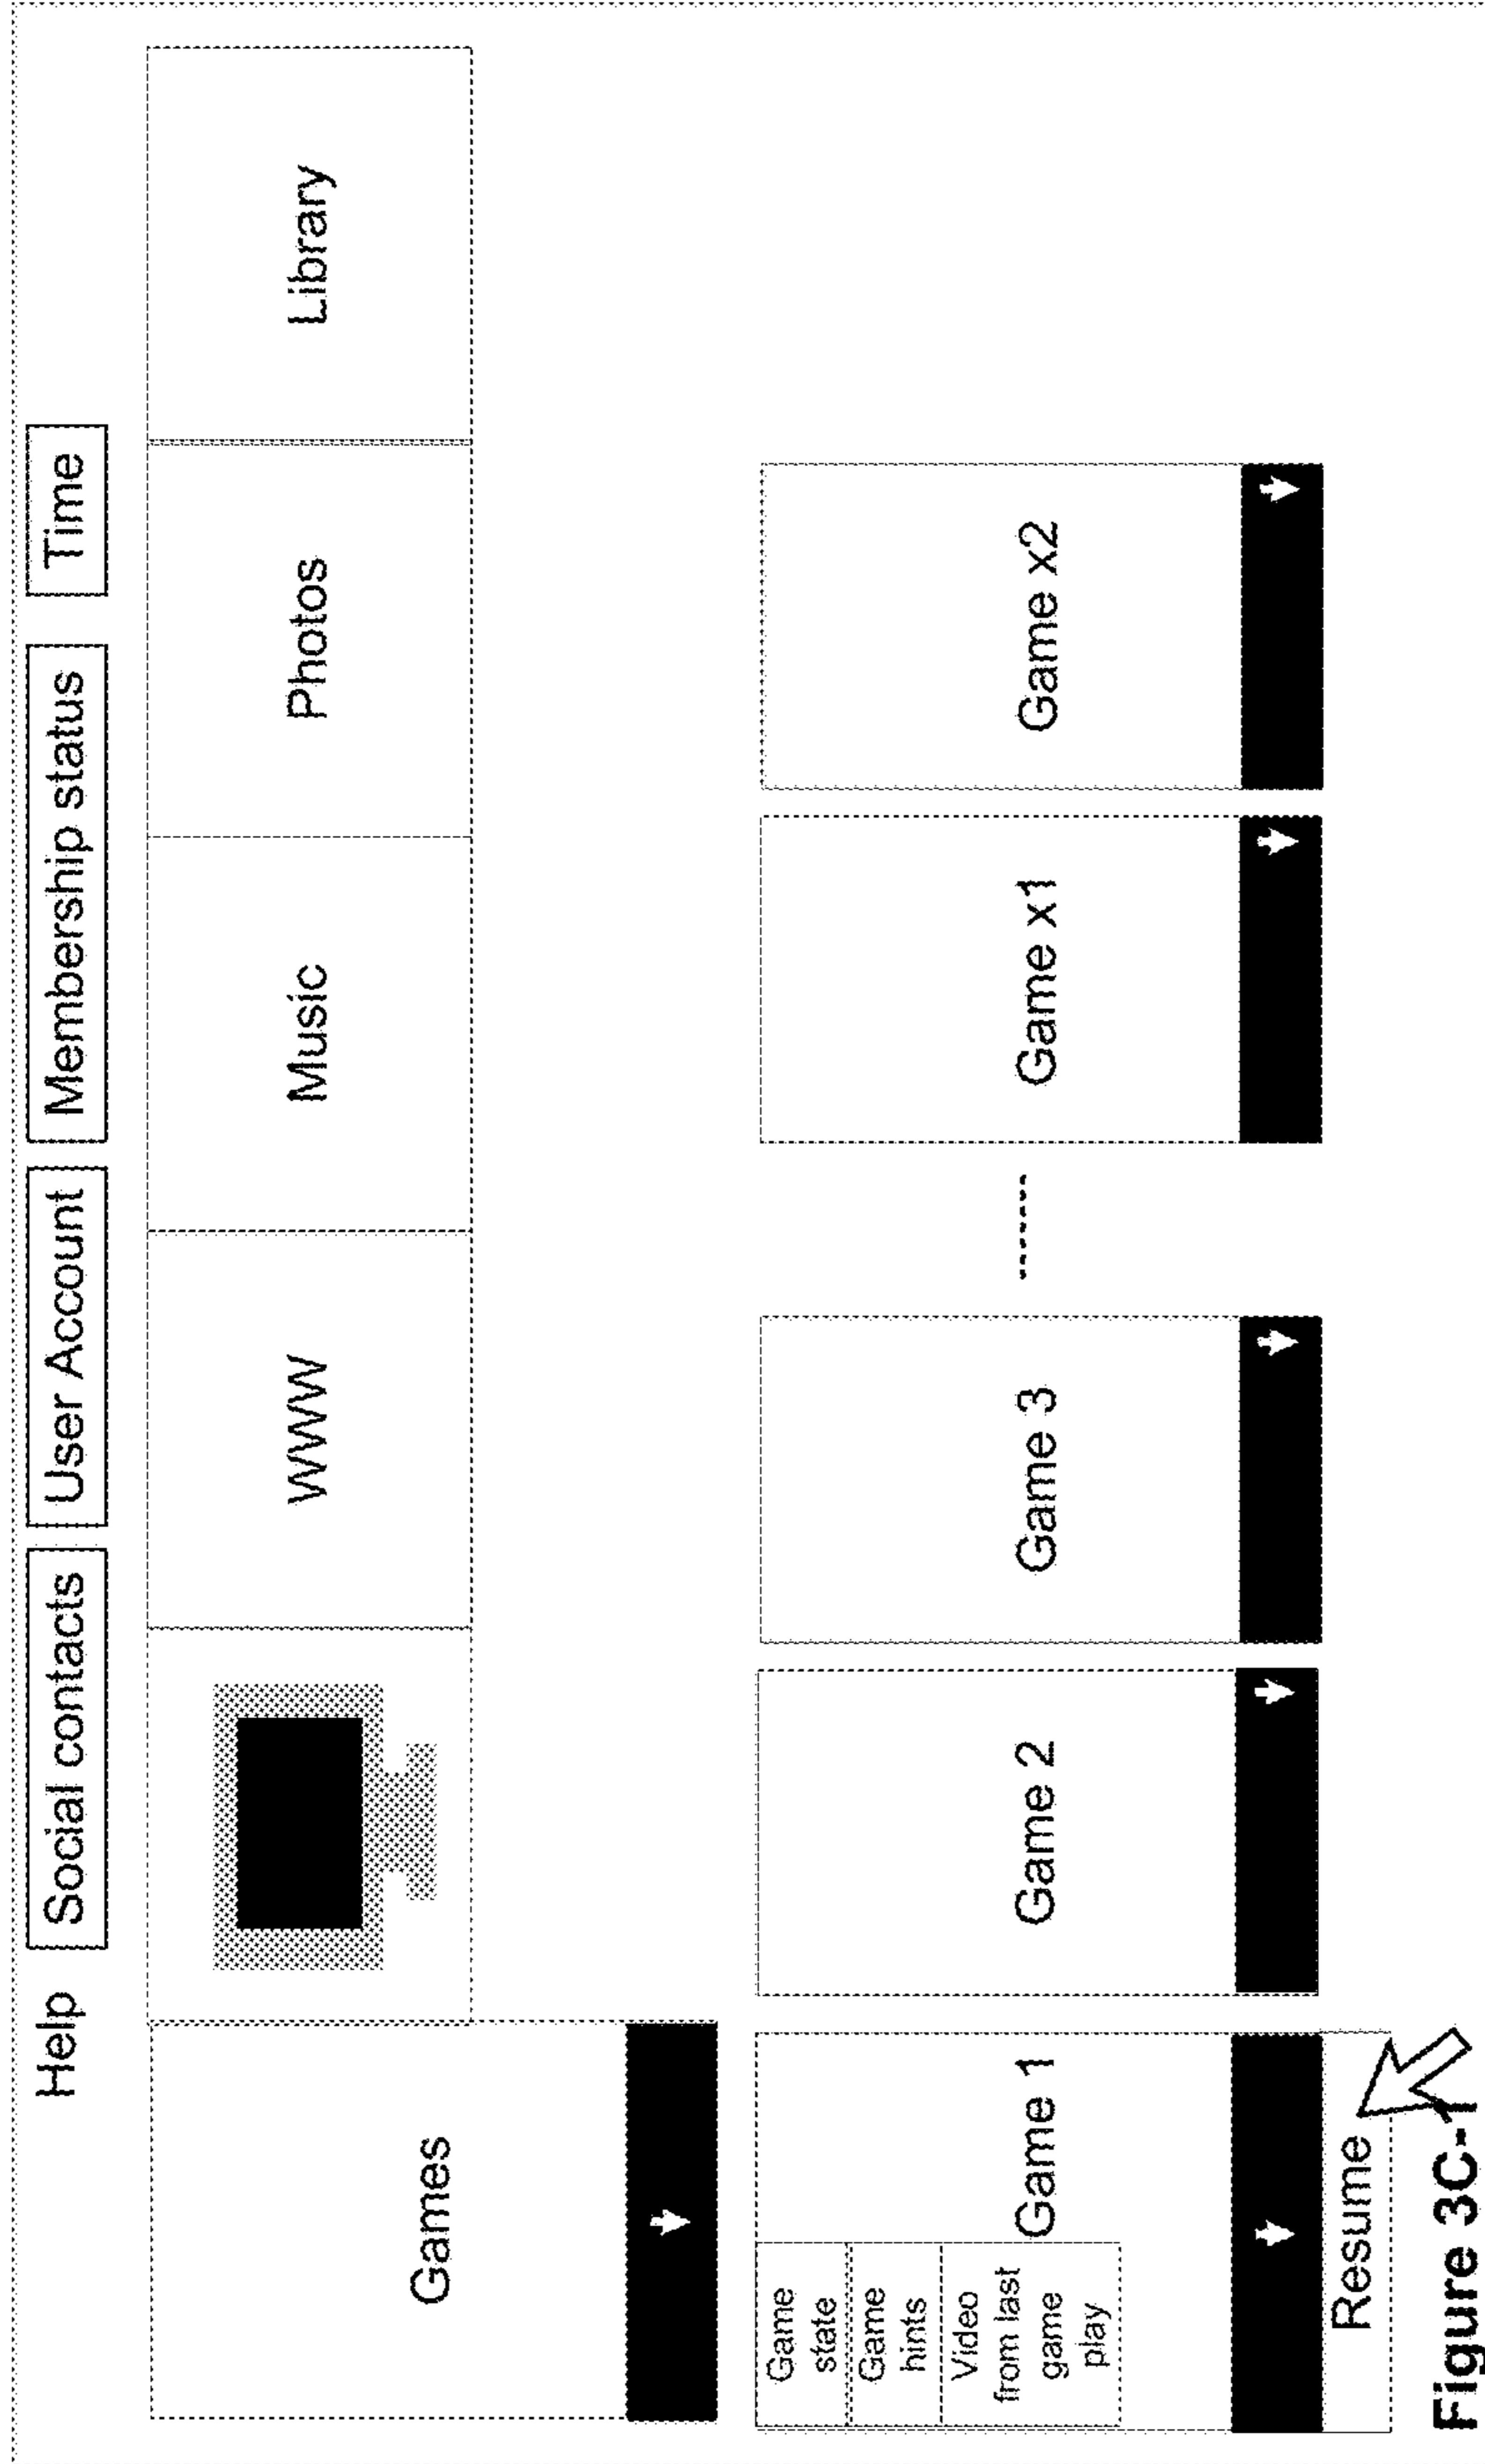 Help Social contacts User Account Membership status Time
Games WWW Music Photos Library
Game
state
Game
hints
Video
from last
game
play
Game 1 Game 2 Game 3 ------- Game x1 Game x2
Resume
Figure 3C-1